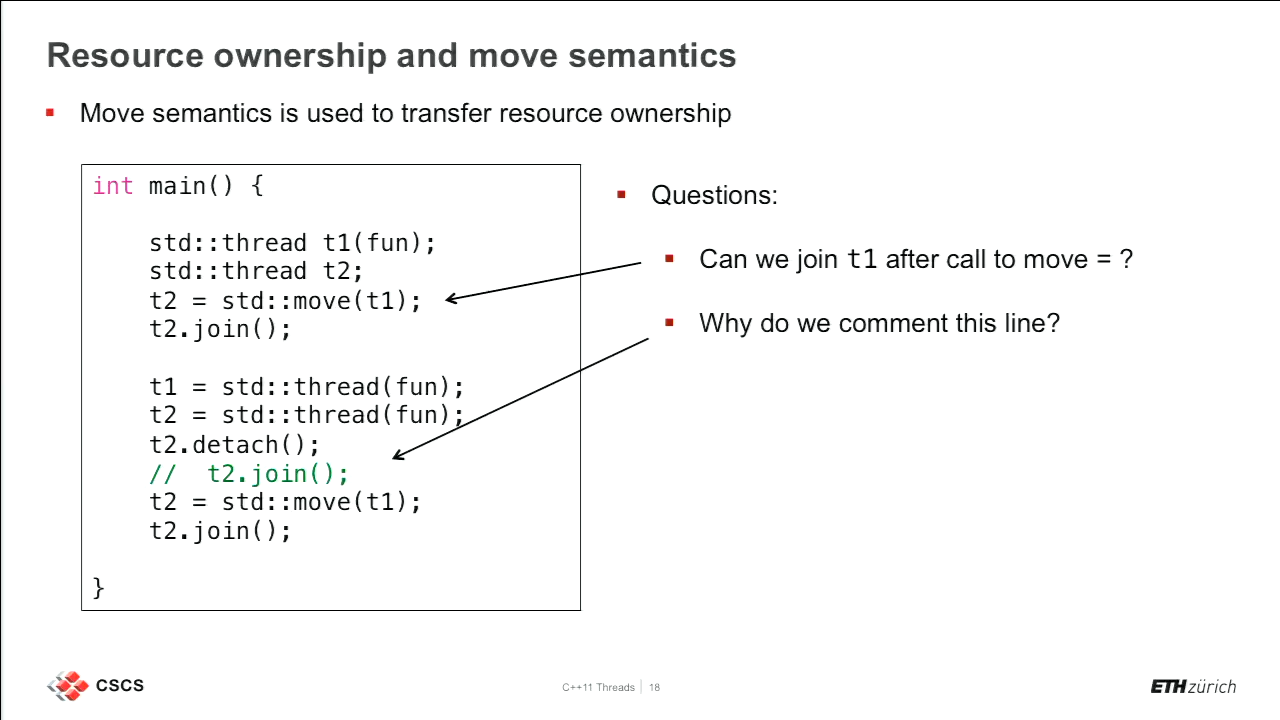 Resource ownership and move semantics
Move semantics is used to transfer resource ownership
int main() {
std::thread t1(fun);
std::thread t2;
t2 = std::move(t1);
t2.join();
t1 = std::thread(fun);
t2 = std::thread(fun);
t2.detach();
//  t2.join();
t2 = std::move(t1);
t2.join();
}
Questions:
Can we join t1 after call to move = ?
Why do we comment this line?
CSCS
C++11 Threads | 18
ETHzürich